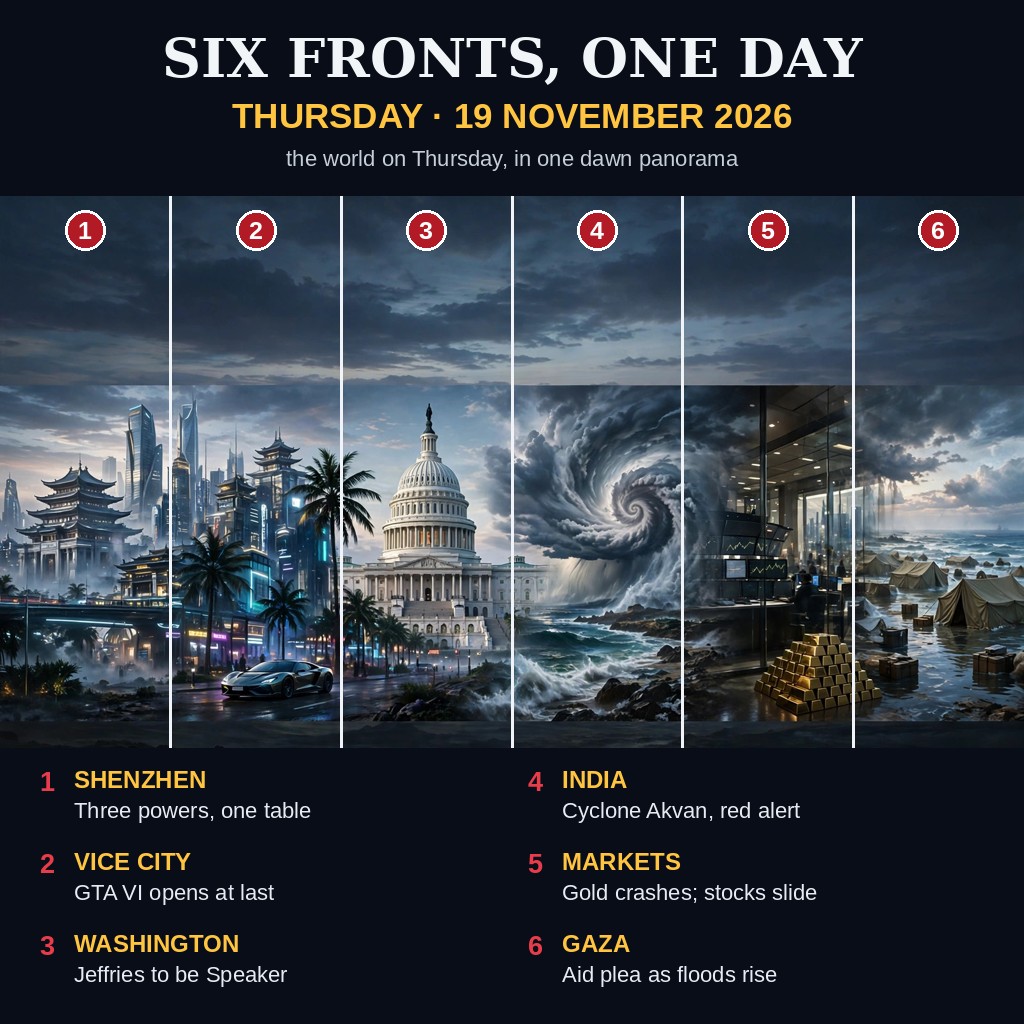 SIX FRONTS, ONE DAY
THURSDAY · 19 NOVEMBER 2026
the world on Thursday, in one dawn panorama
1
2
3
4
5
6
1 SHENZHEN
Three powers, one table
2 VICE CITY
GTA VI opens at last
3 WASHINGTON
Jeffries to be Speaker
4 INDIA
Cyclone Akvan, red alert
5 MARKETS
Gold crashes; stocks slide
6 GAZA
Aid plea as floods rise